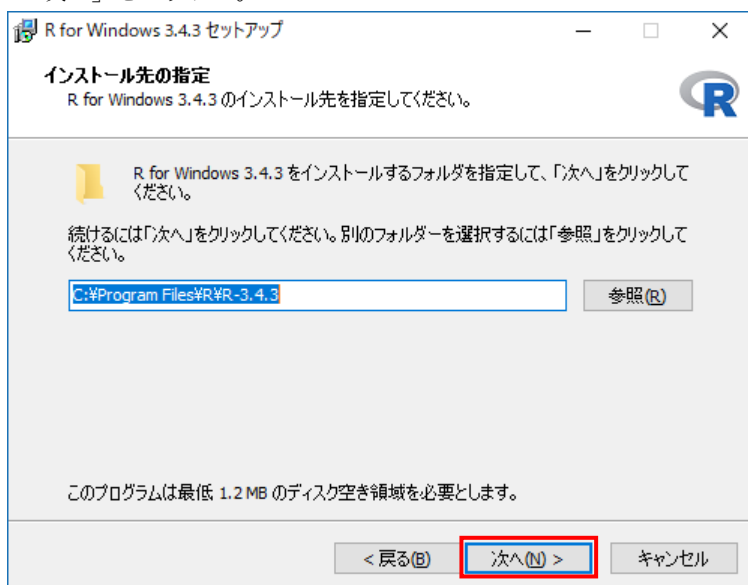 R for Windows 3.4.3 セットアップ
インストール先の指定
R for Windows 3.4.3 のインストール先を指定してください。
R
R for Windows 3.4.3 をインストールするフォルダを指定して、「次へ」をクリックして
ください。
続けるには「次へ」をクリックしてください。別のフォルダーを選択するには「参照」をクリックして
ください。
C:¥Program Files¥R¥R-3.4.3
参照(R)
このプログラムは最低 1.2 MB のディスク空き領域を必要とします。
< 戻る(B) 次へ(N) > キャンセル